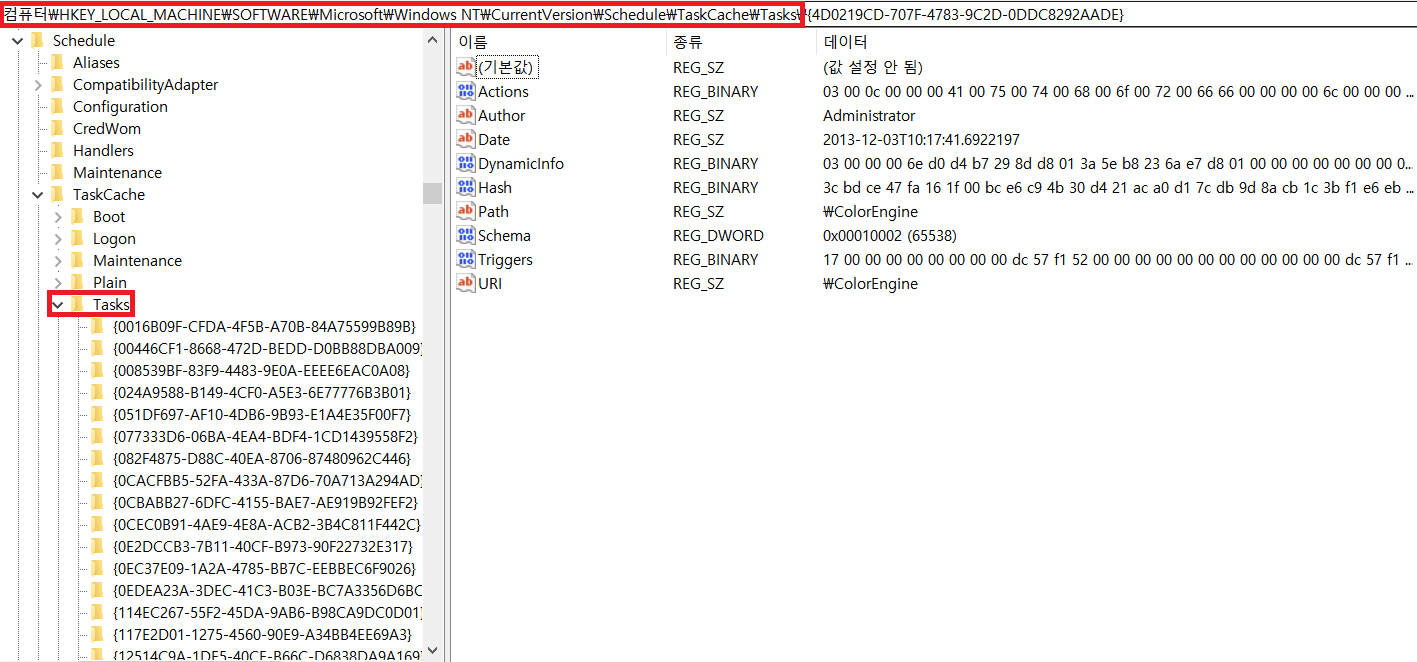 컴퓨터₩HKEY_LOCAL_MACHINE₩SOFTWARE₩Microsoft₩Windows NT₩CurrentVersion₩Schedule₩TaskCache₩Tasks₩{4D0219CD-707F-4783-9C2D-0DDC8292AADE}
Schedule
Aliases
CompatibilityAdapter
Configuration
CredWom
Handlers
Maintenance
TaskCache
Boot
Logon
Maintenance
Plain
Tasks
{0016B09F-CFDA-4F5B-A70B-84A75599B89B}
{00446CF1-8668-472D-BEDD-D0BB88DBA009}
{008539BF-83F9-4483-9E0A-EEEE6EAC0A08}
{024A9588-B149-4CF0-A5E3-6E77776B3B01}
{051DF697-AF10-4DB6-9B93-E1A4E35F00F7}
{077333D6-06BA-4EA4-BDF4-1CD1439558F2}
{082F4875-D88C-40EA-8706-87480962C446}
{0CACFBB5-52FA-433A-87D6-70A713A294AD}
{0CBABB27-6DFC-4155-BAE7-AE919B92FEF2}
{0CEC0B91-4AE9-4E8A-ACB2-3B4C811F442C}
{0E2DCCB3-7B11-40CF-B973-90F22732E317}
{0EC37E09-1A2A-4785-BB7C-EEBBEC6F9026}
{0EDEA23A-3DEC-41C3-B03E-BC7A3356D6BC
{114EC267-55F2-45DA-9AB6-B98CA9DC0D01}
{117E2D01-1275-4560-90E9-A34BB4EE69A3}
{12514C9A-1DE5-40CE-B66C-D6838DA9A169}
이름 종류 데이터
(기본값) REG_SZ (값 설정 안 됨)
Actions REG_BINARY 03 00 0c 00 00 00 41 00 75 00 74 00 68 00 6f 00 72 00 66 66 00 00 00 00 6c 00 00 00 ...
Author REG_SZ Administrator
Date REG_SZ 2013-12-03T10:17:41.6922197
DynamicInfo REG_BINARY 03 00 00 00 6e d0 d4 b7 29 8d d8 01 3a 5e b8 23 6a e7 d8 01 00 00 00 00 00 00 00 0...
Hash REG_BINARY 3c bd ce 47 fa 16 1f 00 bc e6 c9 4b 30 d4 21 ac a0 d1 7c db 9d 8a cb 1c 3b f1 e6 eb ...
Path REG_SZ ₩ColorEngine
Schema REG_DWORD 0x00010002 (65538)
Triggers REG_BINARY 17 00 00 00 00 00 00 00 00 dc 57 f1 52 00 00 00 00 00 00 00 00 00 00 00 00 dc 57 f1 ...
URI REG_SZ ₩ColorEngine